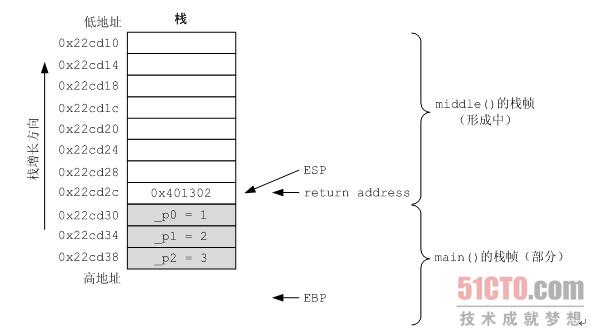 低地址
栈
0x22cd10
0x22cd14
0x22cd18
0x22cd1c
0x22cd20
0x22cd24
0x22cd28
0x22cd2c 0x401302
0x22cd30 _p0 = 1
0x22cd34 _p1 = 2
0x22cd38 _p2 = 3
高地址
栈增长方向
ESP
return address
EBP
middle()的栈帧
(形成中)
main()的栈帧(部分)
51CTO.com
技术成就梦想